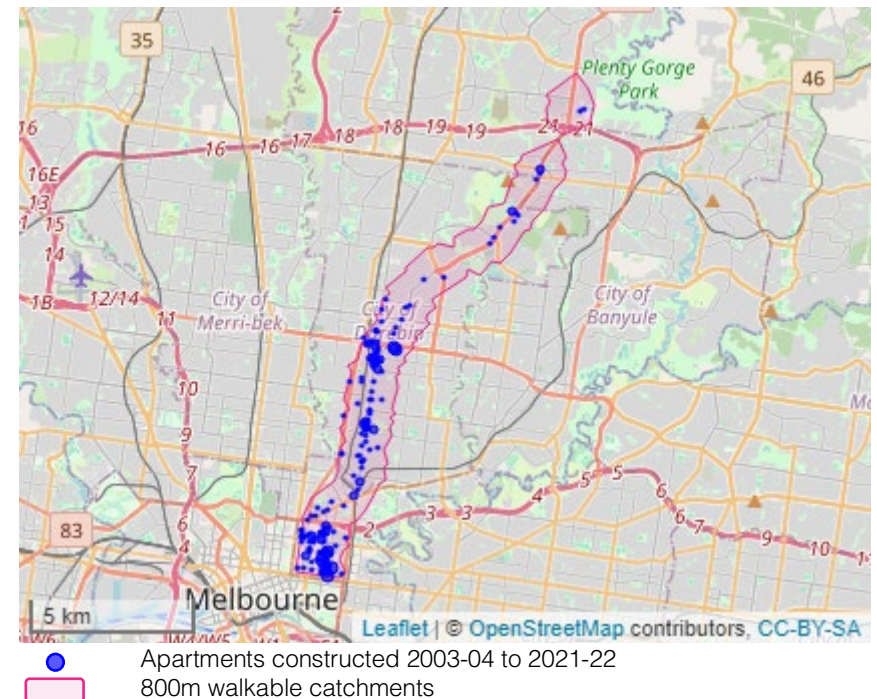 35
Plenty Gorge
Park
46
16
18
18
19
19
21
21
16
16
17
16E
13
15
14
1B
12/14
11
City of
Merri-bek
City of
Banyule
10
9
7
6
4
5
5
4
3
3
2
6
6
7
9
10
83
Melbourne
5 km
W6
W4/W5
Leaflet | © OpenStreetMap contributors, CC-BY-SA
Apartments constructed 2003-04 to 2021-22
800m walkable catchments